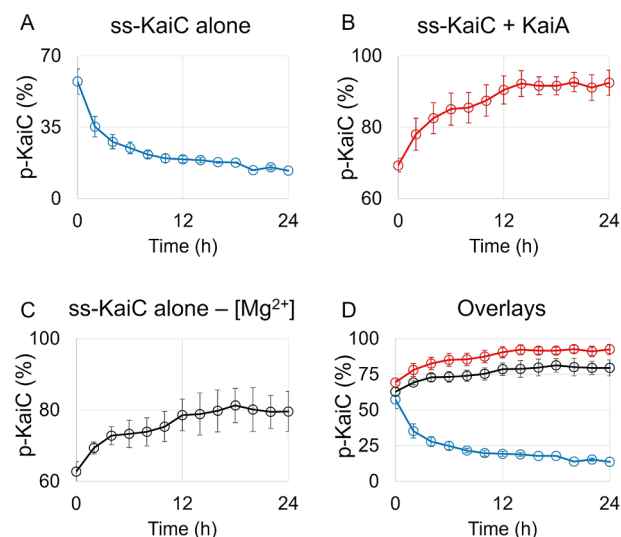 A ss-KaiC alone
p-KaiC (%)
70
35
0
0 12 24
Time (h)
B ss-KaiC + KaiA
p-KaiC (%)
100
80
60
0 12 24
Time (h)
C ss-KaiC alone – [Mg²⁺]
p-KaiC (%)
100
80
60
0 12 24
Time (h)
D Overlays
p-KaiC (%)
100
75
50
25
0
0 12 24
Time (h)